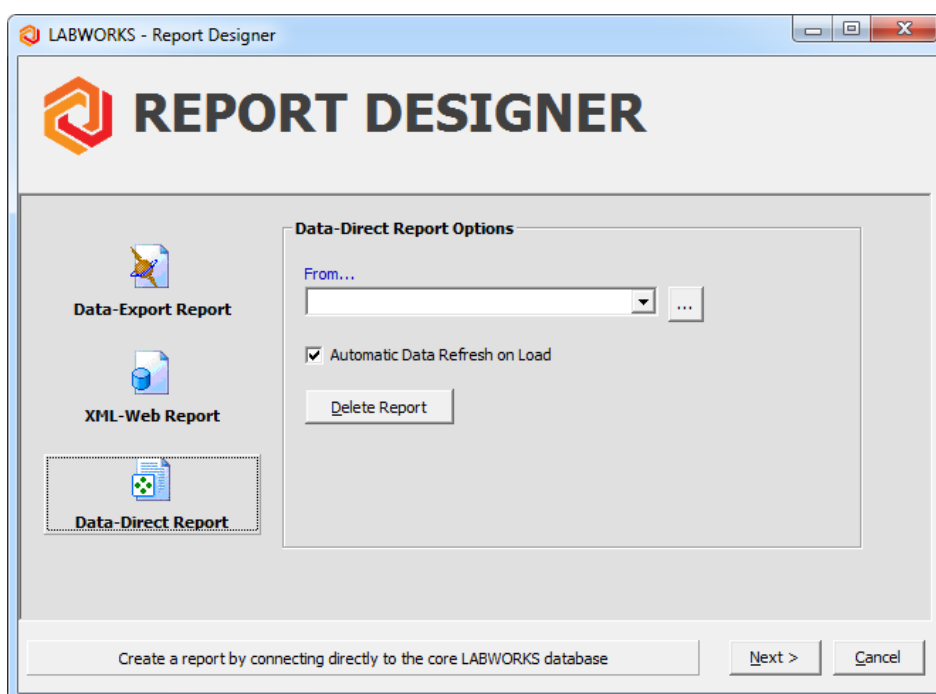 LABWORKS - Report Designer
REPORT DESIGNER
Data-Export Report
XML-Web Report
Data-Direct Report
Data-Direct Report Options
From...
...
Automatic Data Refresh on Load
Delete Report
Create a report by connecting directly to the core LABWORKS database
Next >
Cancel